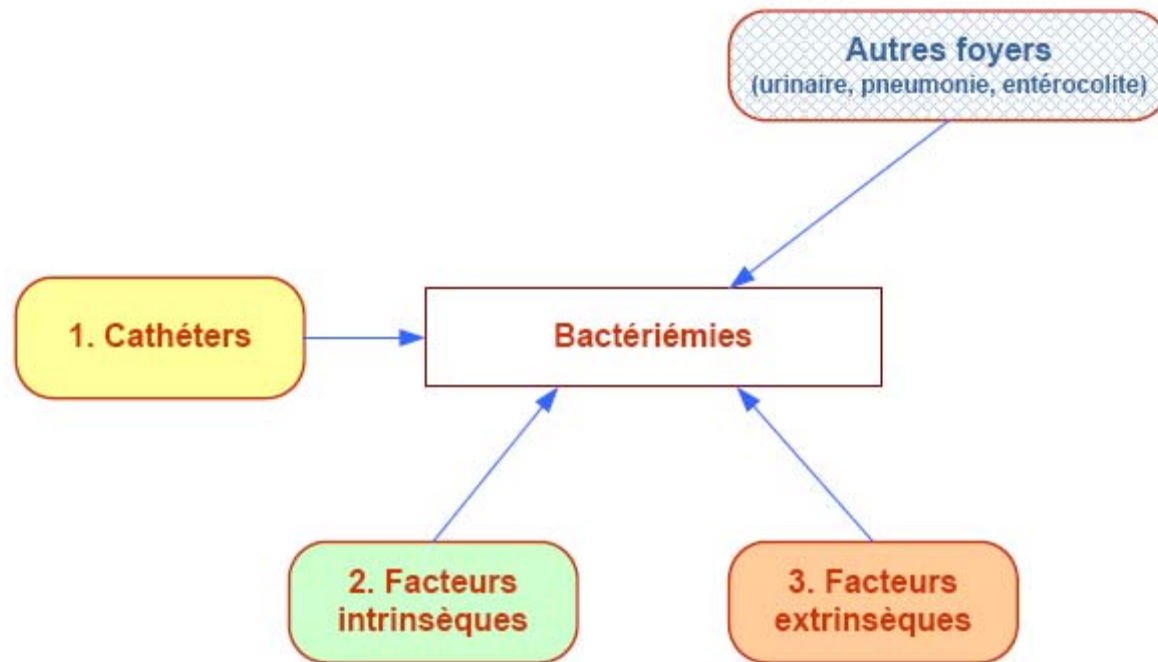 Autres foyers
(urinaire, pneumonie, entérocolite)
1. Cathéters
Bactériémies
2. Facteurs
intrinsèques
3. Facteurs
extrinsèques